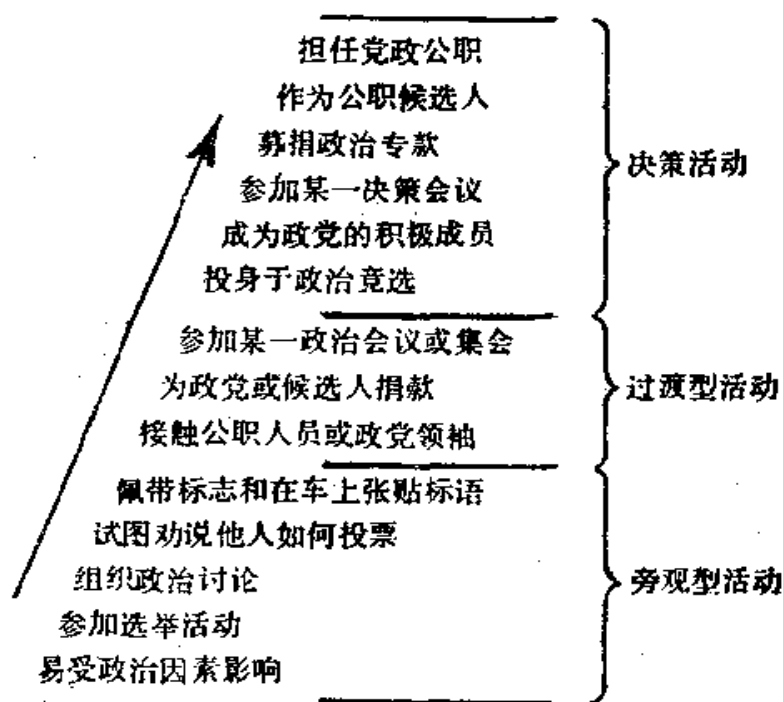 担任党政公职
作为公职候选人
募捐政治专款
参加某一决策会议
成为政党的积极成员
投身于政治竞选
决策活动
参加某一政治会议或集会
为政党或候选人捐款
接触公职人员或政党领袖
过渡型活动
佩带标志和在车上张贴标语
试图劝说他人如何投票
组织政治讨论
参加选举活动
易受政治因素影响
旁观型活动